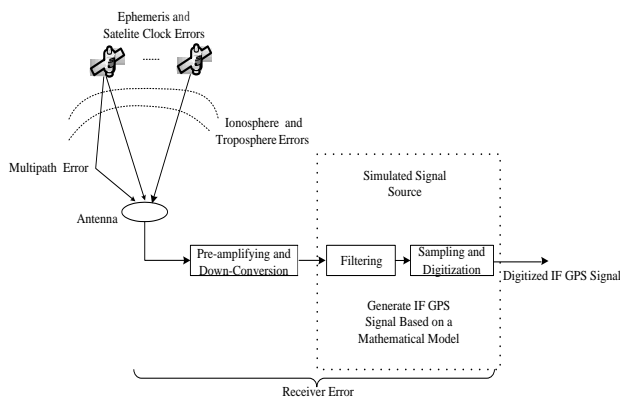 Ephemeris and
Satelite Clock Errors
Ionosphere and
Troposphere Errors
Multipath Error
Antenna
Simulated Signal
Source
Pre-amplifying and
Down-Conversion
Filtering
Sampling and
Digitization
Digitized IF GPS Signal
Generate IF GPS
Signal Based on a
Mathematical Model
Receiver Error